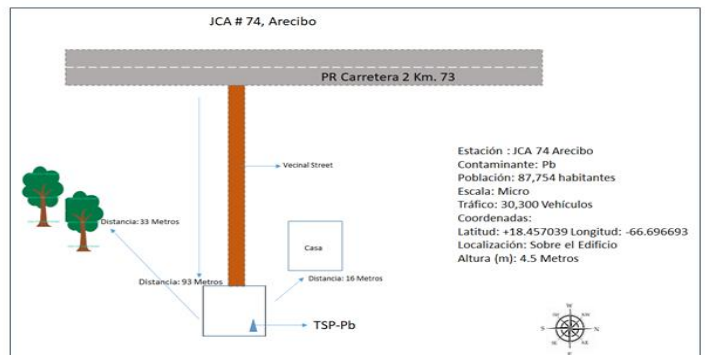 JCA # 74, Arecibo
PR Carretera 2 Km. 73
Vecinal Street
Distancia: 33 Metros
Casa
Distancia: 93 Metros
Distancia: 16 Metros
TSP-Pb
Estación : JCA 74 Arecibo
Contaminante: Pb
Población: 87,754 habitantes
Escala: Micro
Tráfico: 30,300 Vehículos
Coordenadas:
Latitud: +18.457039 Longitud: -66.696693
Localización: Sobre el Edificio
Altura (m): 4.5 Metros
S
N